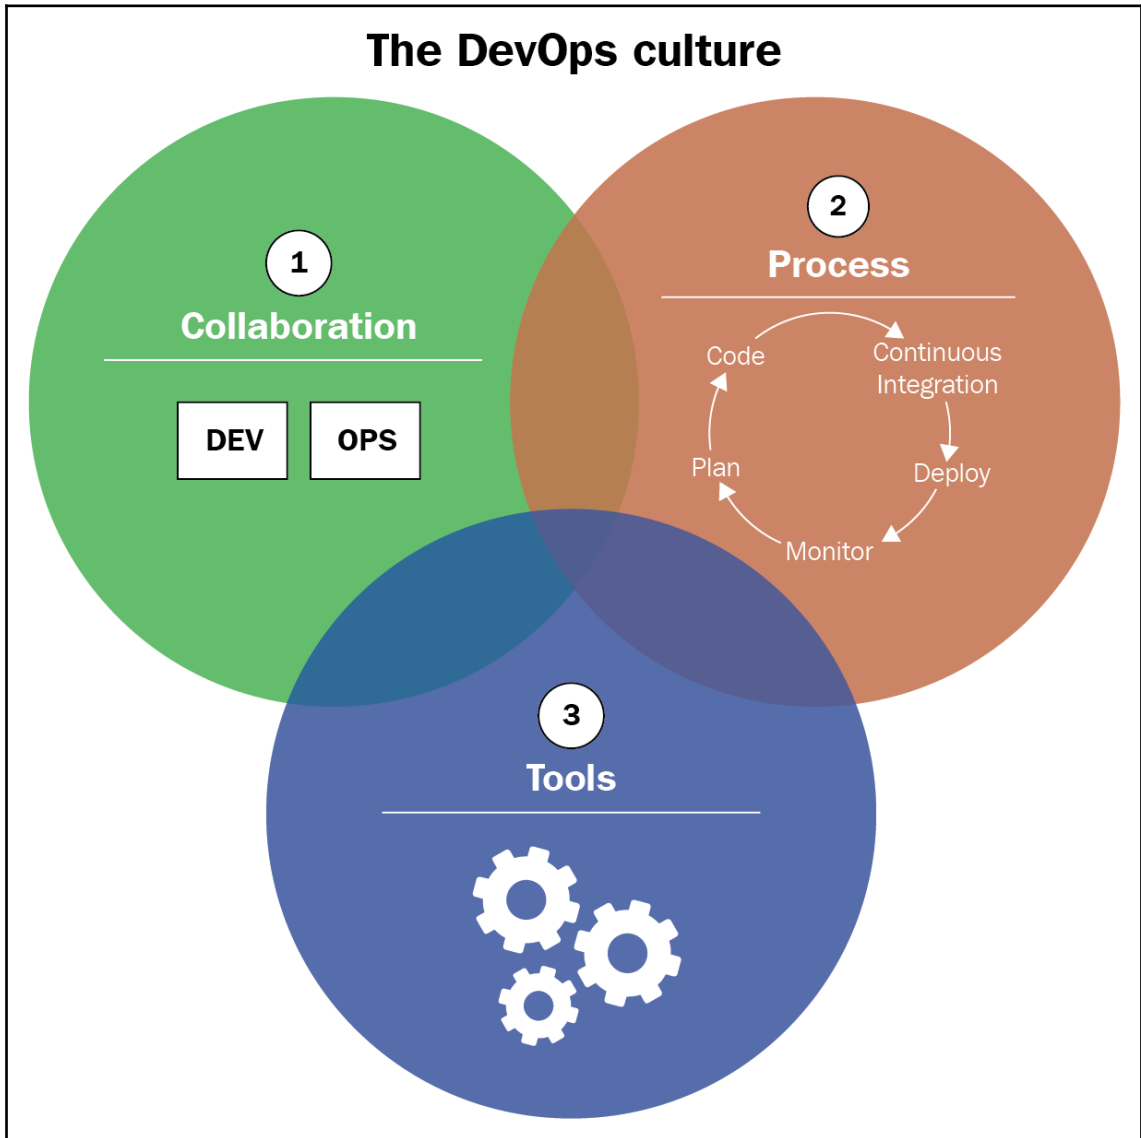 The DevOps culture
1
Collaboration
DEV
OPS
2
Process
Code
Continuous
Integration
Deploy
Monitor
Plan
3
Tools